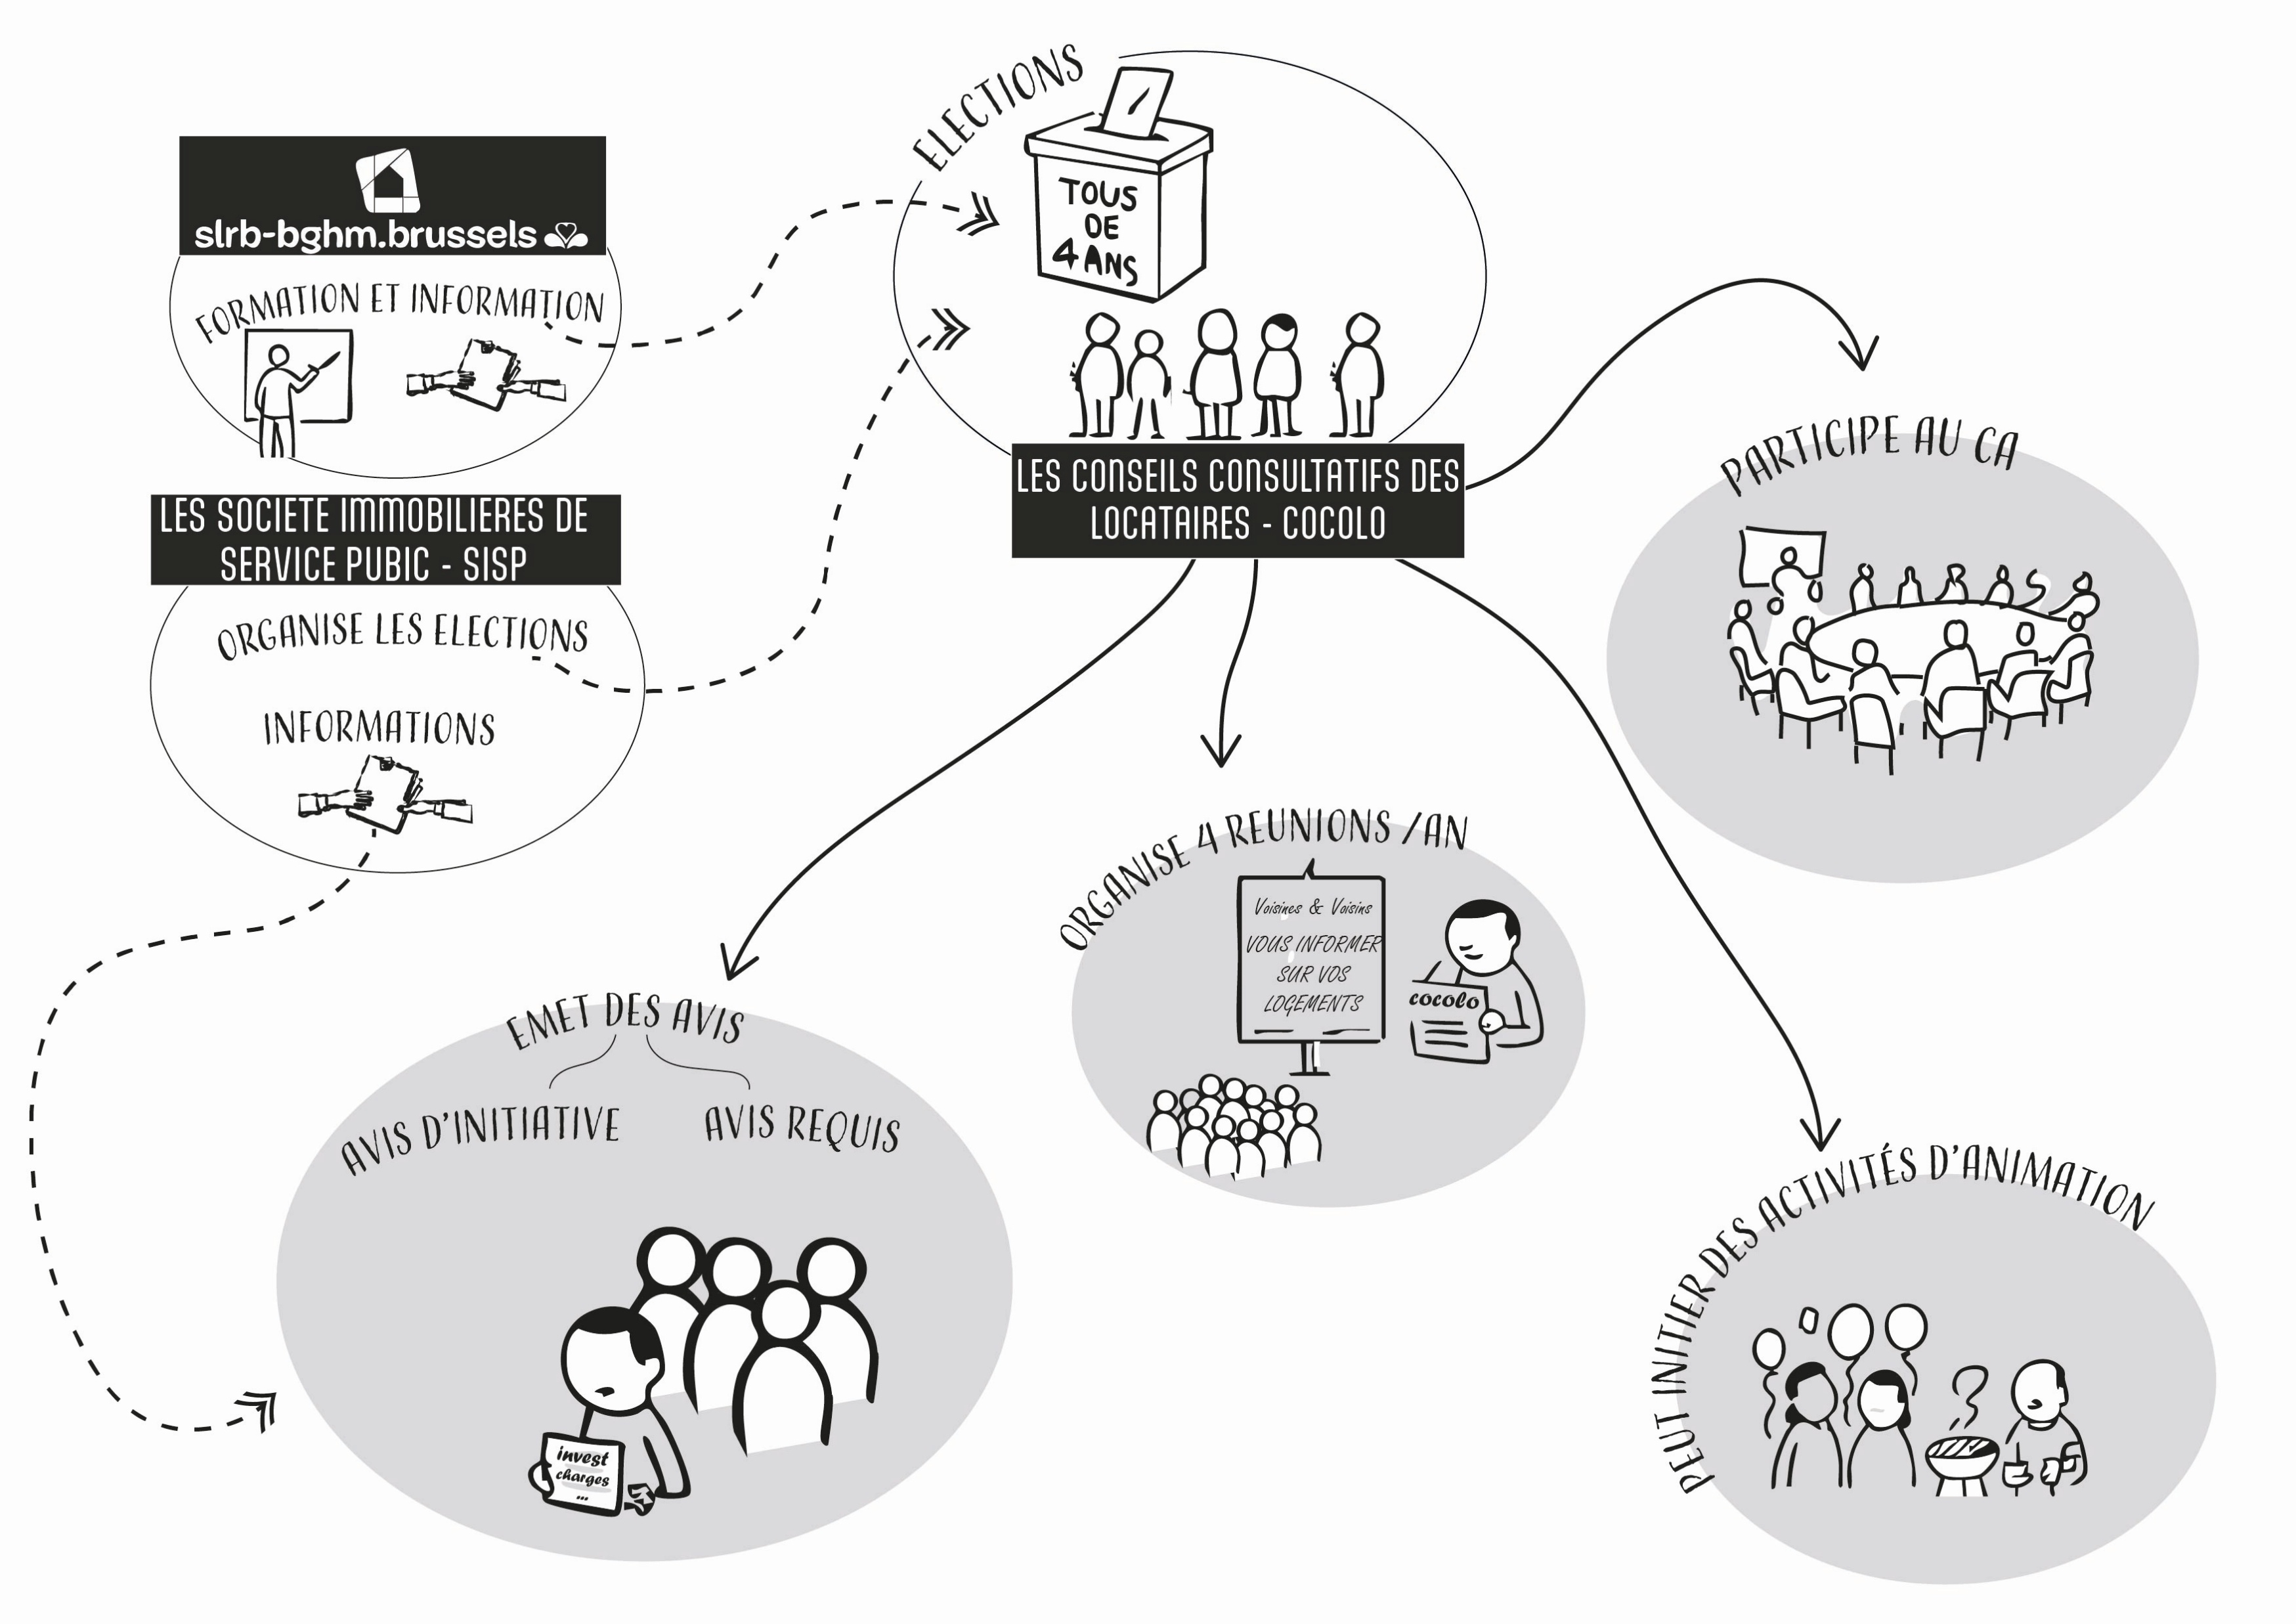 slrb-bghm.brussels
FORMATION ET INFORMATION
LES SOCIETE IMMOBILIERES DE
SERVICE PUBIC - SISP
ORGANISE LES ELECTIONS
INFORMATIONS
ELECTIONS
TOUS
DE
4 ANS
LES CONSEILS CONSULTATIFS DES
LOCATAIRES - COCOLO
PARTICIPE AU CA
ORGANISE 4 REUNIONS /AN
Voisines & Voisins
VOUS INFORMER
SUR VOS
LOGEMENTS
cocolo
EMET DES AVIS
AVIS D'INITIATIVE
AVIS REQUIS
invest
charges
...
PEUT INITIER DES ACTIVITÉS D'ANIMATION